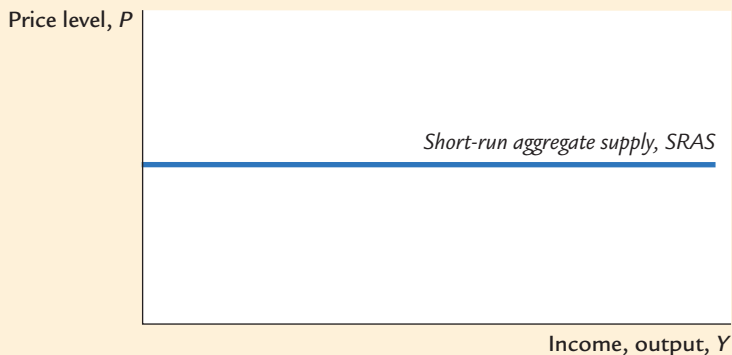 Price level, P
Short-run aggregate supply, SRAS
Income, output, Y